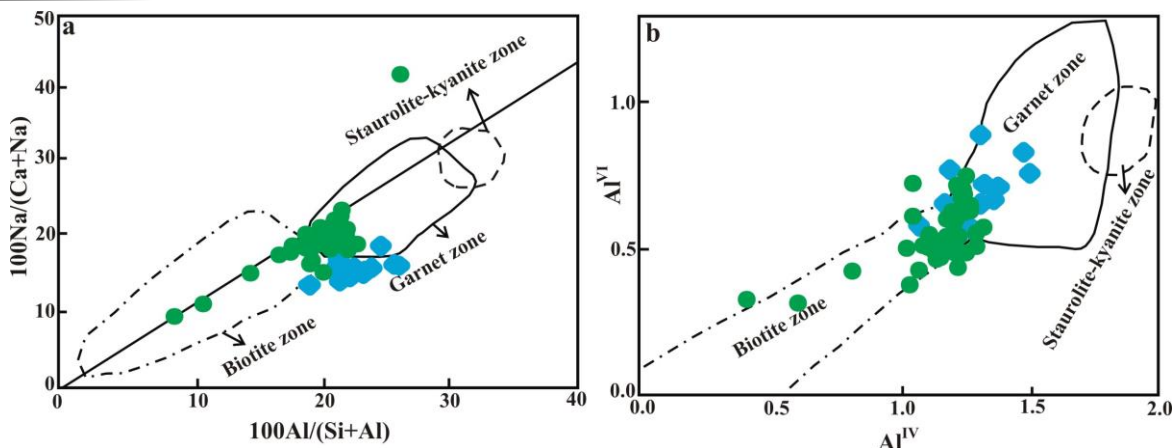 a
50
40
30
20
10
0
100Na/(Ca+Na)
0
10
20
30
40
100Al/(Si+Al)
Staurolite-kyanite zone
Garnet zone
Biotite zone
b
1.0
0.5
0.0
Al^VI
0.0
0.5
1.0
1.5
2.0
Al^IV
Garnet zone
Biotite zone
Staurolite-kyanite zone